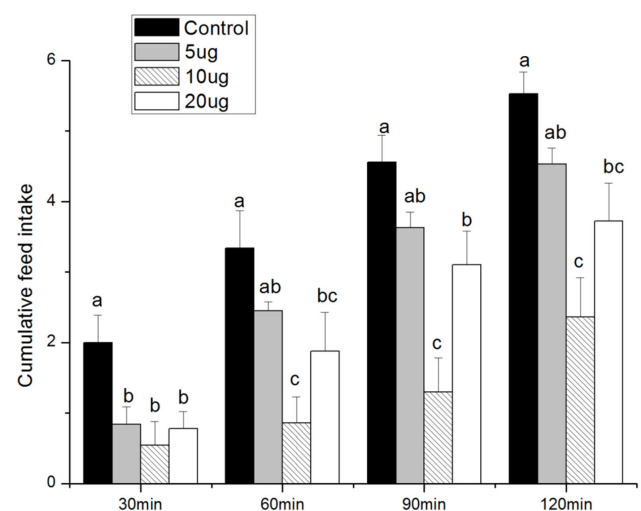 Control
5ug
10ug
20ug
Cumulative feed intake
6
4
2
0
a
b
b
b
a
ab
c
bc
a
ab
c
b
a
ab
c
bc
30min
60min
90min
120min